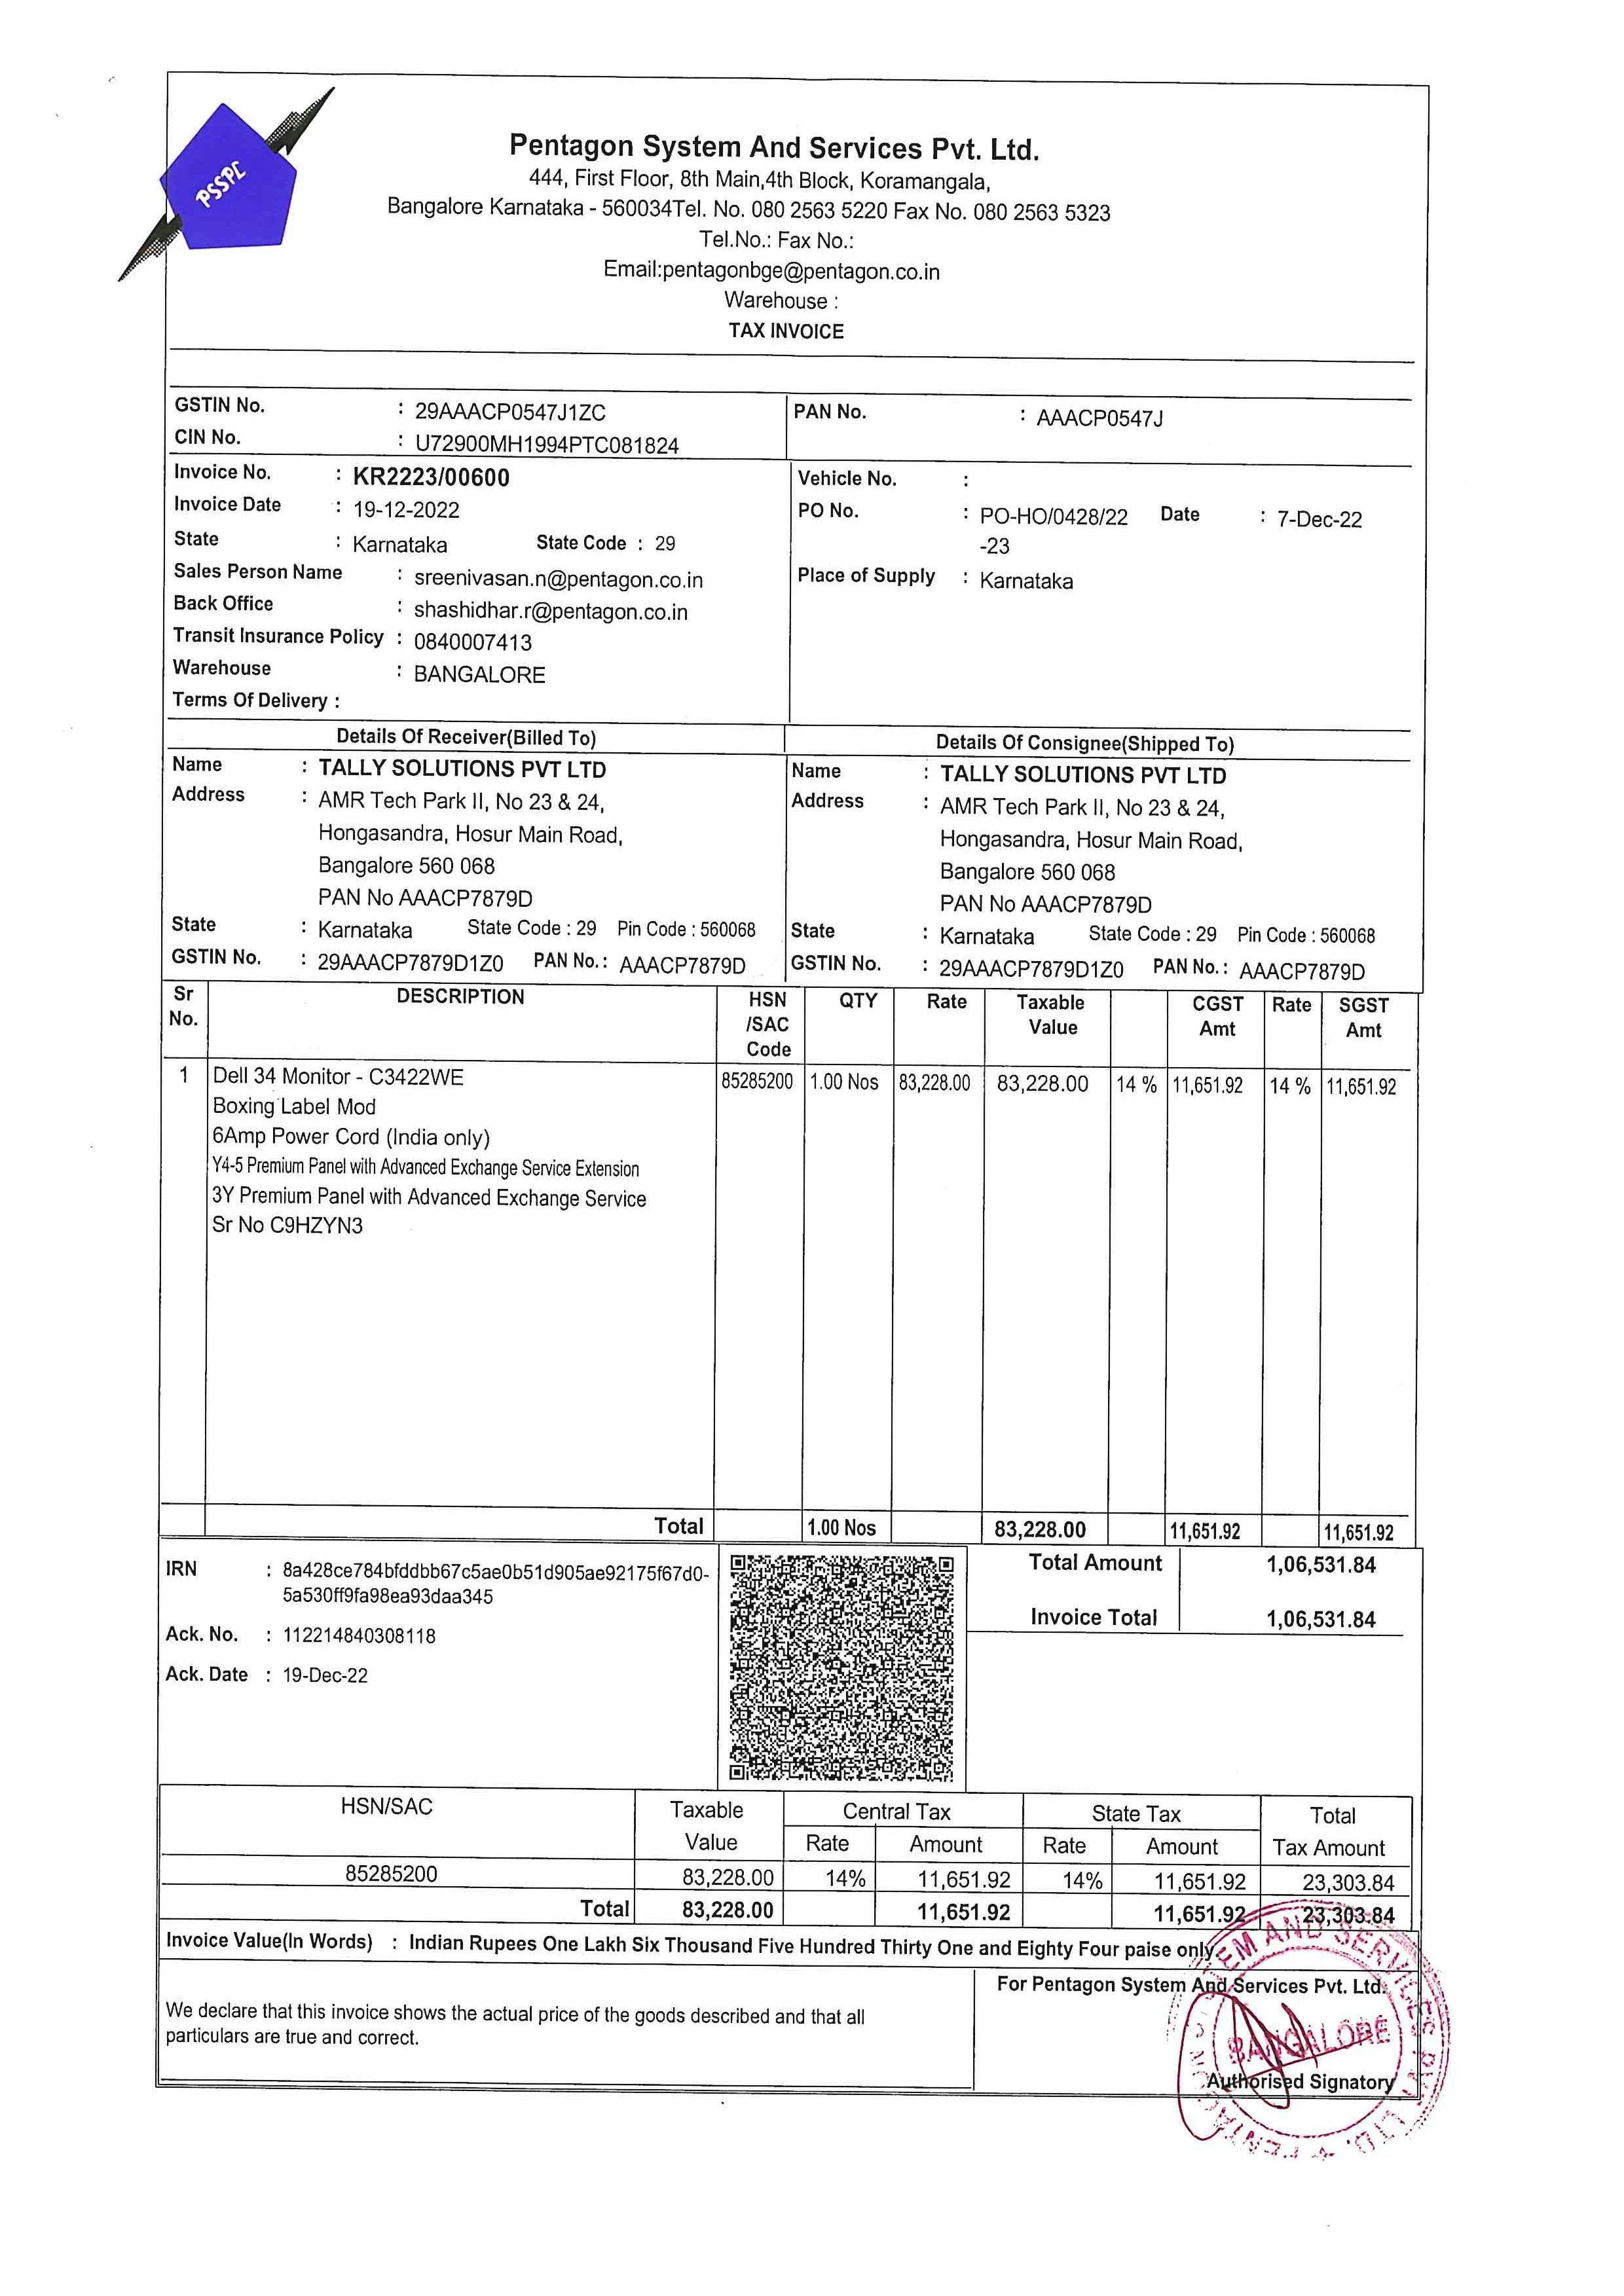 PSSPL
Pentagon System And Services Pvt. Ltd.
444, First Floor, 8th Main,4th Block, Koramangala,
Bangalore Karnataka - 560034Tel. No. 080 2563 5220 Fax No. 080 2563 5323
Tel.No.: Fax No.:
Email:pentagonbge@pentagon.co.in
Warehouse :
TAX INVOICE
GSTIN No. : 29AAACP0547J1ZC PAN No. : AAACP0547J
CIN No. : U72900MH1994PTC081824
Invoice No. : KR2223/00600
Invoice Date : 19-12-2022
State : Karnataka State Code : 29
Sales Person Name : sreenivasan.n@pentagon.co.in
Back Office : shashidhar.r@pentagon.co.in
Transit Insurance Policy : 0840007413
Warehouse : BANGALORE
Terms Of Delivery :
Vehicle No. :
PO No. : PO-HO/0428/22 Date : 7-Dec-22
-23
Place of Supply : Karnataka
Details Of Receiver(Billed To)
Name : TALLY SOLUTIONS PVT LTD
Address : AMR Tech Park II, No 23 & 24,
Hongasandra, Hosur Main Road,
Bangalore 560 068
PAN No AAACP7879D
State : Karnataka State Code : 29 Pin Code : 560068
GSTIN No. : 29AAACP7879D1Z0 PAN No. : AAACP7879D
Details Of Consignee(Shipped To)
Name : TALLY SOLUTIONS PVT LTD
Address : AMR Tech Park II, No 23 & 24,
Hongasandra, Hosur Main Road,
Bangalore 560 068
PAN No AAACP7879D
State : Karnataka State Code : 29 Pin Code : 560068
GSTIN No. : 29AAACP7879D1Z0 PAN No. : AAACP7879D
Sr No. DESCRIPTION HSN /SAC Code QTY Rate Taxable Value CGST Amt Rate SGST Amt
1 Dell 34 Monitor - C3422WE 85285200 1.00 Nos 83,228.00 83,228.00 14 % 11,651.92 14 % 11,651.92
Boxing Label Mod
6Amp Power Cord (India only)
Y4-5 Premium Panel with Advanced Exchange Service Extension
3Y Premium Panel with Advanced Exchange Service
Sr No C9HZYN3
Total 1.00 Nos 83,228.00 11,651.92 11,651.92
IRN : 8a428ce784bfddbb67c5ae0b51d905ae92175f67d0-
5a530ff9fa98ea93daa345
Ack. No. : 112214840308118
Ack. Date : 19-Dec-22
Total Amount 1,06,531.84
Invoice Total 1,06,531.84
HSN/SAC Taxable Value Central Tax State Tax Total Tax Amount
Rate Amount Rate Amount
85285200 83,228.00 14% 11,651.92 14% 11,651.92 23,303.84
Total 83,228.00 11,651.92 11,651.92 23,303.84
Invoice Value(In Words) : Indian Rupees One Lakh Six Thousand Five Hundred Thirty One and Eighty Four paise only
We declare that this invoice shows the actual price of the goods described and that all
particulars are true and correct.
For Pentagon System And Services Pvt. Ltd.
Authorised Signatory
BANGALORE